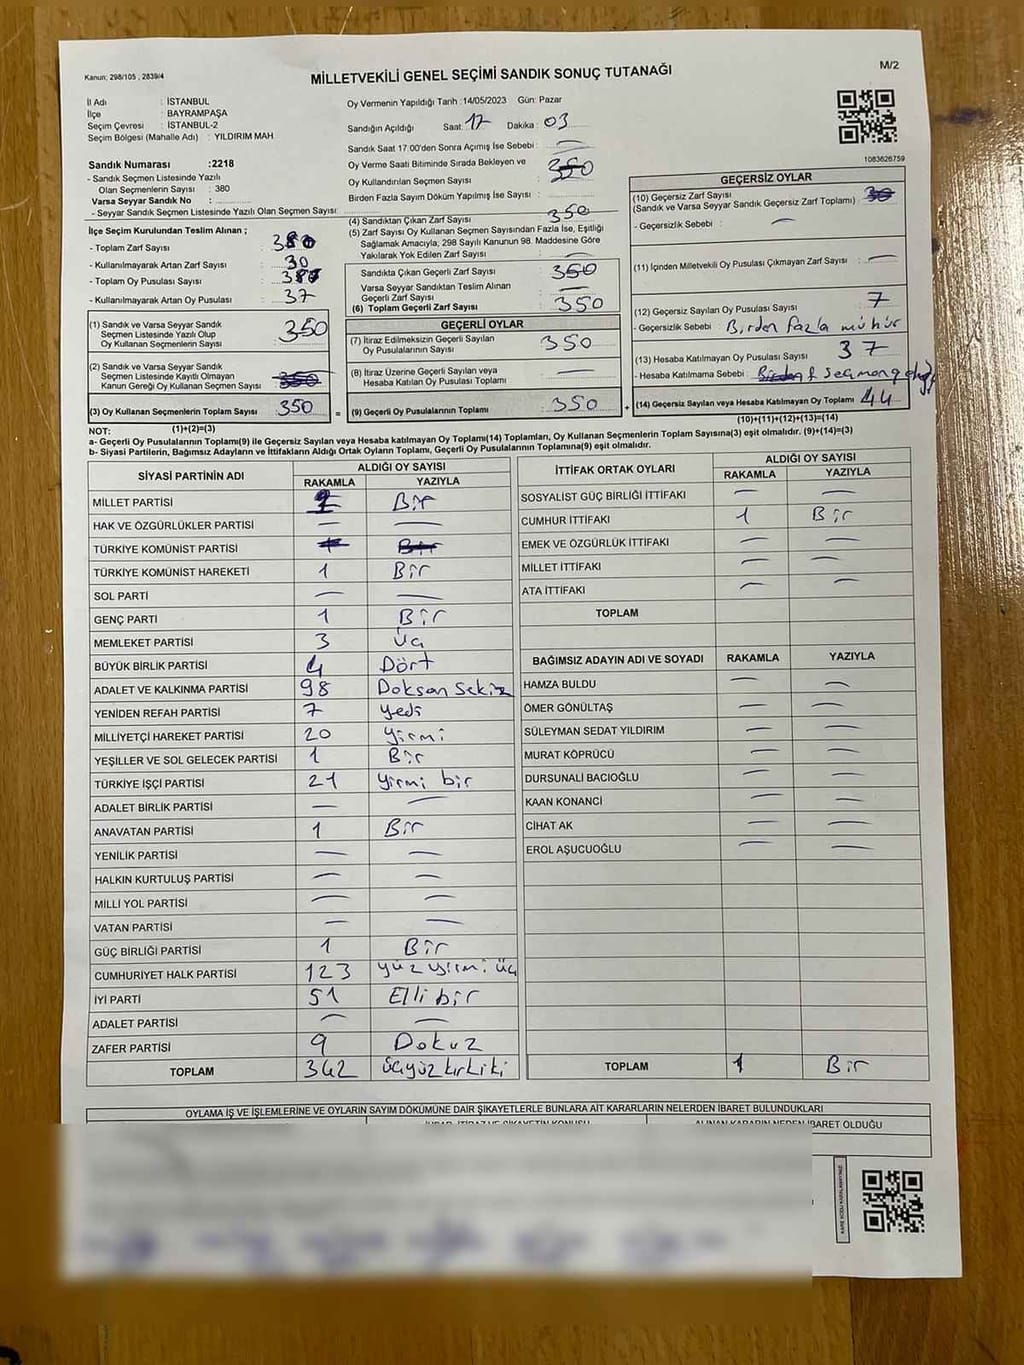 Kanun: 298/105 , 2839/4
MİLLETVEKİLİ GENEL SEÇİMİ SANDIK SONUÇ TUTANAĞI
M/2
İl Adı : İSTANBUL
İlçe : BAYRAMPAŞA
Seçim Çevresi : İSTANBUL-2
Seçim Bölgesi (Mahalle Adı) : YILDIRIM MAH.
Sandık Numarası :2218
- Sandık Seçmen Listesinde Yazılı
Olan Seçmenlerin Sayısı : 380
Varsa Seyyar Sandık No :
- Seyyar Sandık Seçmen Listesinde Yazılı Olan Seçmen Sayısı:
İlçe Seçim Kurulundan Teslim Alınan ;
- Toplam Zarf Sayısı : 380
- Kullanılmayarak Artan Zarf Sayısı : 30
- Toplam Oy Pusulası Sayısı : 387
- Kullanılmayarak Artan Oy Pusulası : 37
(1) Sandık ve Varsa Seyyar Sandık
Seçmen Listesinde Yazılı Olup
Oy Kullanan Seçmenlerin Sayısı : 350
(2) Sandık ve Varsa Seyyar Sandık
Seçmen Listesinde Kayıtlı Olmayan
Kanun Gereği Oy Kullanan Seçmen Sayısı : 350
(3) Oy Kullanan Seçmenlerin Toplam Sayısı 350 =
(1)+(2)=(3)
Oy Vermenin Yapıldığı Tarih :14/05/2023 Gün: Pazar
Sandığın Açıldığı Saat: 17 Dakika : 03
Sandık Saat 17.00'den Sonra Açımış İse Sebebi : —
Oy Verme Saati Bitiminde Sırada Bekleyen ve
Oy Kullandırılan Seçmen Sayısı : 350
Birden Fazla Sayım Döküm Yapılmış İse Sayısı :
(4) Sandıktan Çıkan Zarf Sayısı : 350
(5) Zarf Sayısı Oy Kullanan Seçmen Sayısından Fazla İse, Eşitliği
Sağlamak Amacıyla, 298 Sayılı Kanunun 98. Maddesine Göre
Yakılarak Yok Edilen Zarf Sayısı : —
Sandıkta Çıkan Geçerli Zarf Sayısı : 350
Varsa Seyyar Sandıktan Teslim Alınan
Geçerli Zarf Sayısı : —
(6) Toplam Geçerli Zarf Sayısı : 350
GEÇERLİ OYLAR
(7) İtiraz Edilmeksizin Geçerli Sayılan
Oy Pusulalarının Sayısı : 350
(8) İtiraz Üzerine Geçerli Sayılan veya
Hesaba Katılan Oy Pusulası Toplamı : —
(9) Geçerli Oy Pusulalarının Toplamı : 350 +
1083626759
GEÇERSİZ OYLAR
(10) Geçersiz Zarf Sayısı : 30
(Sandık ve Varsa Seyyar Sandık Geçersiz Zarf Toplamı)
- Geçersizlik Sebebi : —
(11) İçinden Milletvekili Oy Pusulası Çıkmayan Zarf Sayısı : —
(12) Geçersiz Sayılan Oy Pusulası Sayısı : 7
- Geçersizlik Sebebi : Birden fazla mühür
(13) Hesaba Katılmayan Oy Pusulası Sayısı : 37
- Hesaba Katılmama Sebebi :
(14) Geçersiz Sayılan veya Hesaba Katılmayan Oy Toplamı : 44
(10)+(11)+(12)+(13)=(14)
NOT:
a- Geçerli Oy Pusulalarının Toplamı(9) ile Geçersiz Sayılan veya Hesaba katılmayan Oy Toplamı(14) Toplamları, Oy Kullanan Seçmenlerin Toplam Sayısına(3) eşit olmalıdır. (9)+(14)=(3)
b- Siyasi Partilerin, Bağımsız Adayların ve İttifakların Aldığı Ortak Oyların Toplamı, Geçerli Oy Pusulalarının Toplamına(9) eşit olmalıdır.
SİYASİ PARTİNİN ADI ALDIĞI OY SAYISI
RAKAMLA YAZIYLA
MİLLET PARTİSİ 1 Bir
HAK VE ÖZGÜRLÜKLER PARTİSİ — —
TÜRKİYE KOMÜNİST PARTİSİ 1 Bir
TÜRKİYE KOMÜNİST HAREKETİ 1 Bir
SOL PARTİ — —
GENÇ PARTİ 1 Bir
MEMLEKET PARTİSİ 3 Üç
BÜYÜK BİRLİK PARTİSİ 4 Dört
ADALET VE KALKINMA PARTİSİ 98 Doksan Sekiz
YENİDEN REFAH PARTİSİ 7 Yedi
MİLLİYETÇİ HAREKET PARTİSİ 20 Yirmi
YEŞİLLER VE SOL GELECEK PARTİSİ 1 Bir
TÜRKİYE İŞÇİ PARTİSİ 21 Yirmi bir
ADALET BİRLİK PARTİSİ — —
ANAVATAN PARTİSİ 1 Bir
YENİLİK PARTİSİ — —
HALKIN KURTULUŞ PARTİSİ — —
MİLLİ YOL PARTİSİ — —
VATAN PARTİSİ — —
GÜÇ BİRLİĞİ PARTİSİ 1 Bir
CUMHURİYET HALK PARTİSİ 123 Yüz yirmi üç
İYİ PARTİ 51 Elli bir
ADALET PARTİSİ — —
ZAFER PARTİSİ 9 Dokuz
TOPLAM 342 üçyüz kırk iki
İTTİFAK ORTAK OYLARI ALDIĞI OY SAYISI
RAKAMLA YAZIYLA
SOSYALİST GÜÇ BİRLİĞİ İTTİFAKI — —
CUMHUR İTTİFAKI 1 Bir
EMEK VE ÖZGÜRLÜK İTTİFAKI — —
MİLLET İTTİFAKI — —
ATA İTTİFAKI — —
TOPLAM
BAĞIMSIZ ADAYIN ADI VE SOYADI RAKAMLA YAZIYLA
HAMZA BULDU — —
ÖMER GÖNÜLTAŞ — —
SÜLEYMAN SEDAT YILDIRIM — —
MURAT KÖPRÜCÜ — —
DURSUNALİ BACIOĞLU — —
KAAN KONANCİ — —
CİHAT AK — —
EROL AŞUCUOĞLU — —
TOPLAM 1 Bir
OYLAMA İŞ VE İŞLEMLERİNE VE OYLARIN SAYIM DÖKÜMÜNE DAİR ŞİKAYETLERLE BUNLARA AİT KARARLARIN NELERDEN İBARET BULUNDUKLARI
ALINAN KARARIN NEDEN İBARET OLDUĞU